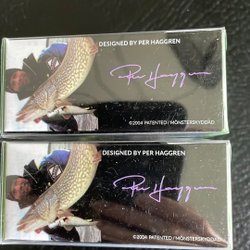 DESIGNED BY PER HAGGREN
Per Haggren
©2004 PATENTED / MÖNSTERSKYDDAD
DESIGNED BY PER HAGGREN
Per Haggren
©2004 PATENTED / MÖNSTERSKYDDAD